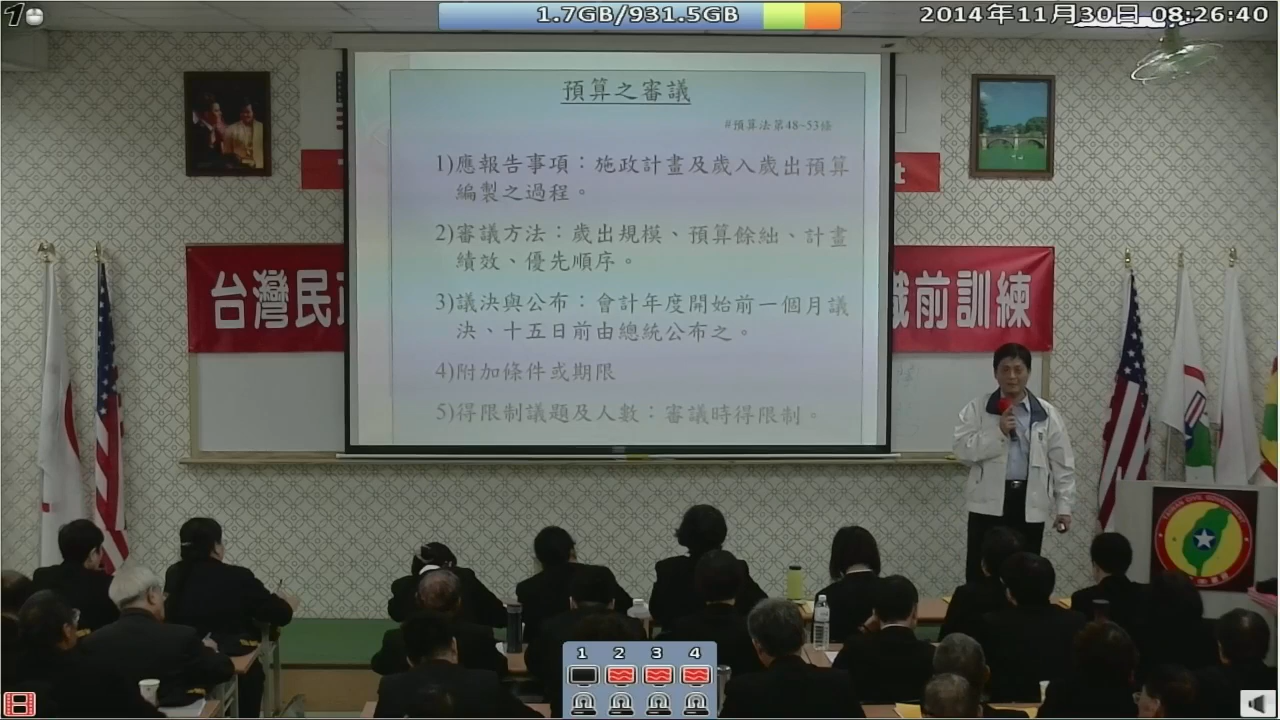 1
1.7GB/931.5GB
2014年11月30日 08:26:40
預算之審議
#預算法第48~53條
1)應報告事項：施政計畫及歲入歲出預算
編製之過程。
2)審議方法：歲出規模、預算餘絀、計畫
績效、優先順序。
3)議決與公布：會計年度開始前一個月議
決、十五日前由總統公布之。
4)附加條件或期限
5)得限制議題及人數：審議時得限制。
台灣民
職前訓練
TAIWAN CIVIL GOVERNMENT
1 2 3 4